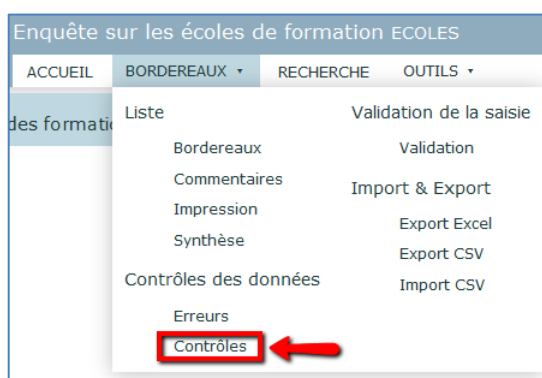 Enquête sur les écoles de formation ECOLES
ACCUEIL BORDEREAUX RECHERCHE OUTILS
des formati
Liste
Bordereaux
Commentaires
Impression
Synthèse
Contrôles des données
Erreurs
Contrôles
Validation de la saisie
Validation
Import & Export
Export Excel
Export CSV
Import CSV